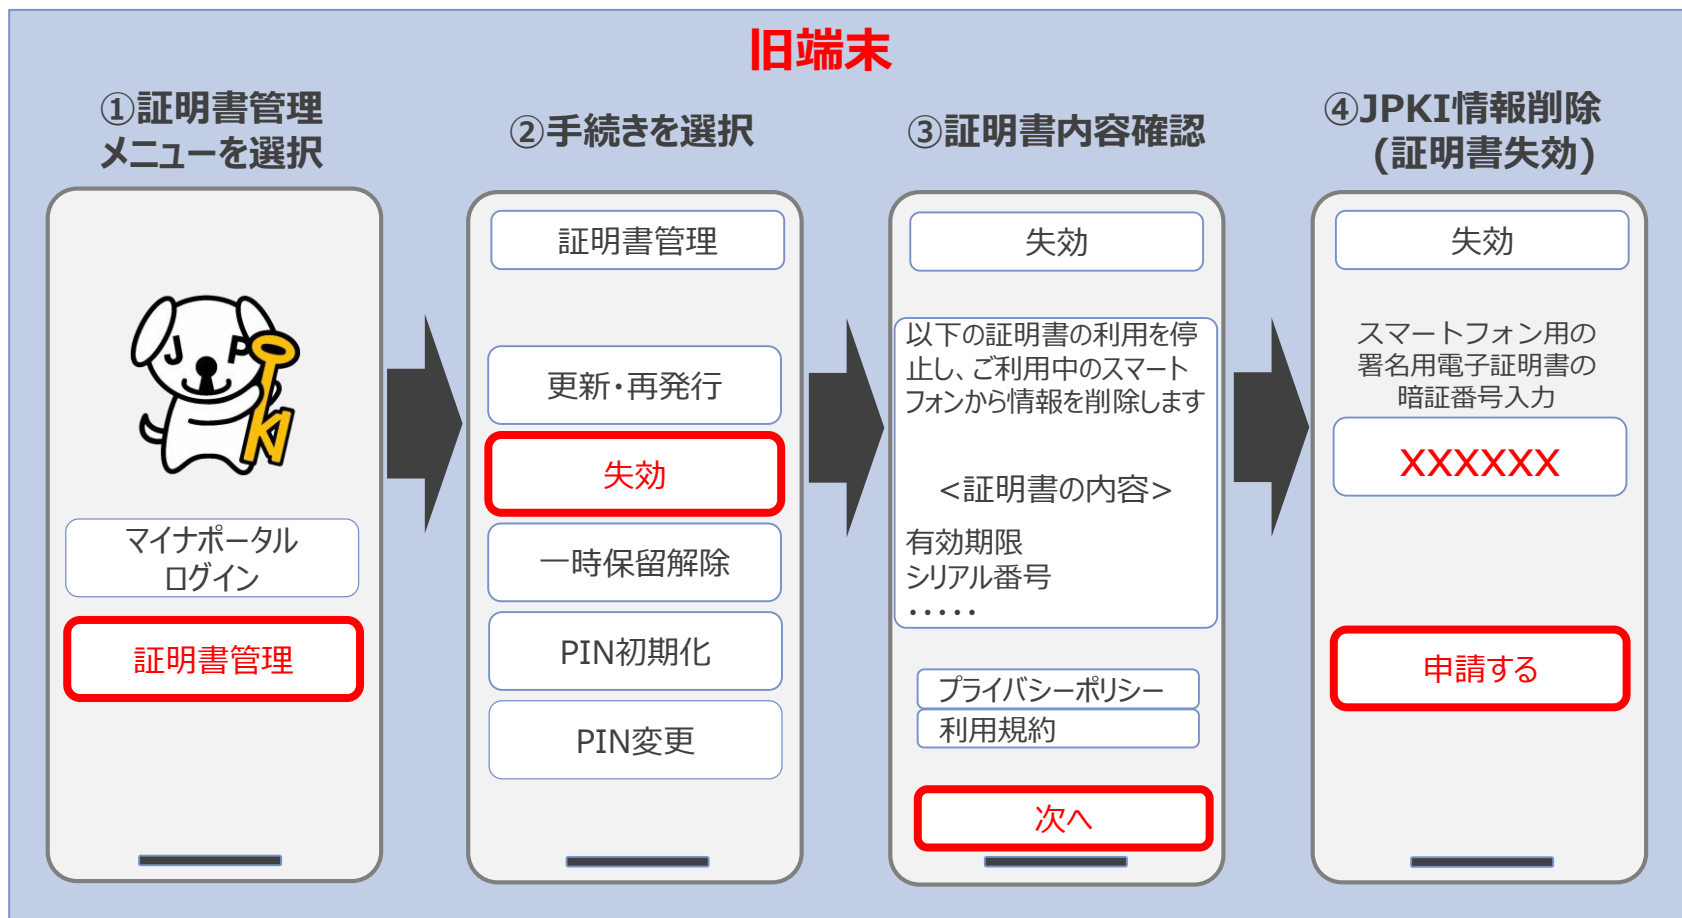 旧端末
①証明書管理
メニューを選択
マイナポータル
ログイン
証明書管理
②手続きを選択
証明書管理
更新・再発行
失効
一時保留解除
PIN初期化
PIN変更
③証明書内容確認
失効
以下の証明書の利用を停
止し、ご利用中のスマート
フォンから情報を削除します
<証明書の内容>
有効期限
シリアル番号
・・・・・
プライバシーポリシー
利用規約
次へ
④JPKI情報削除
(証明書失効)
失効
スマートフォン用の
署名用電子証明書の
暗証番号入力
XXXXXX
申請する
JPKI